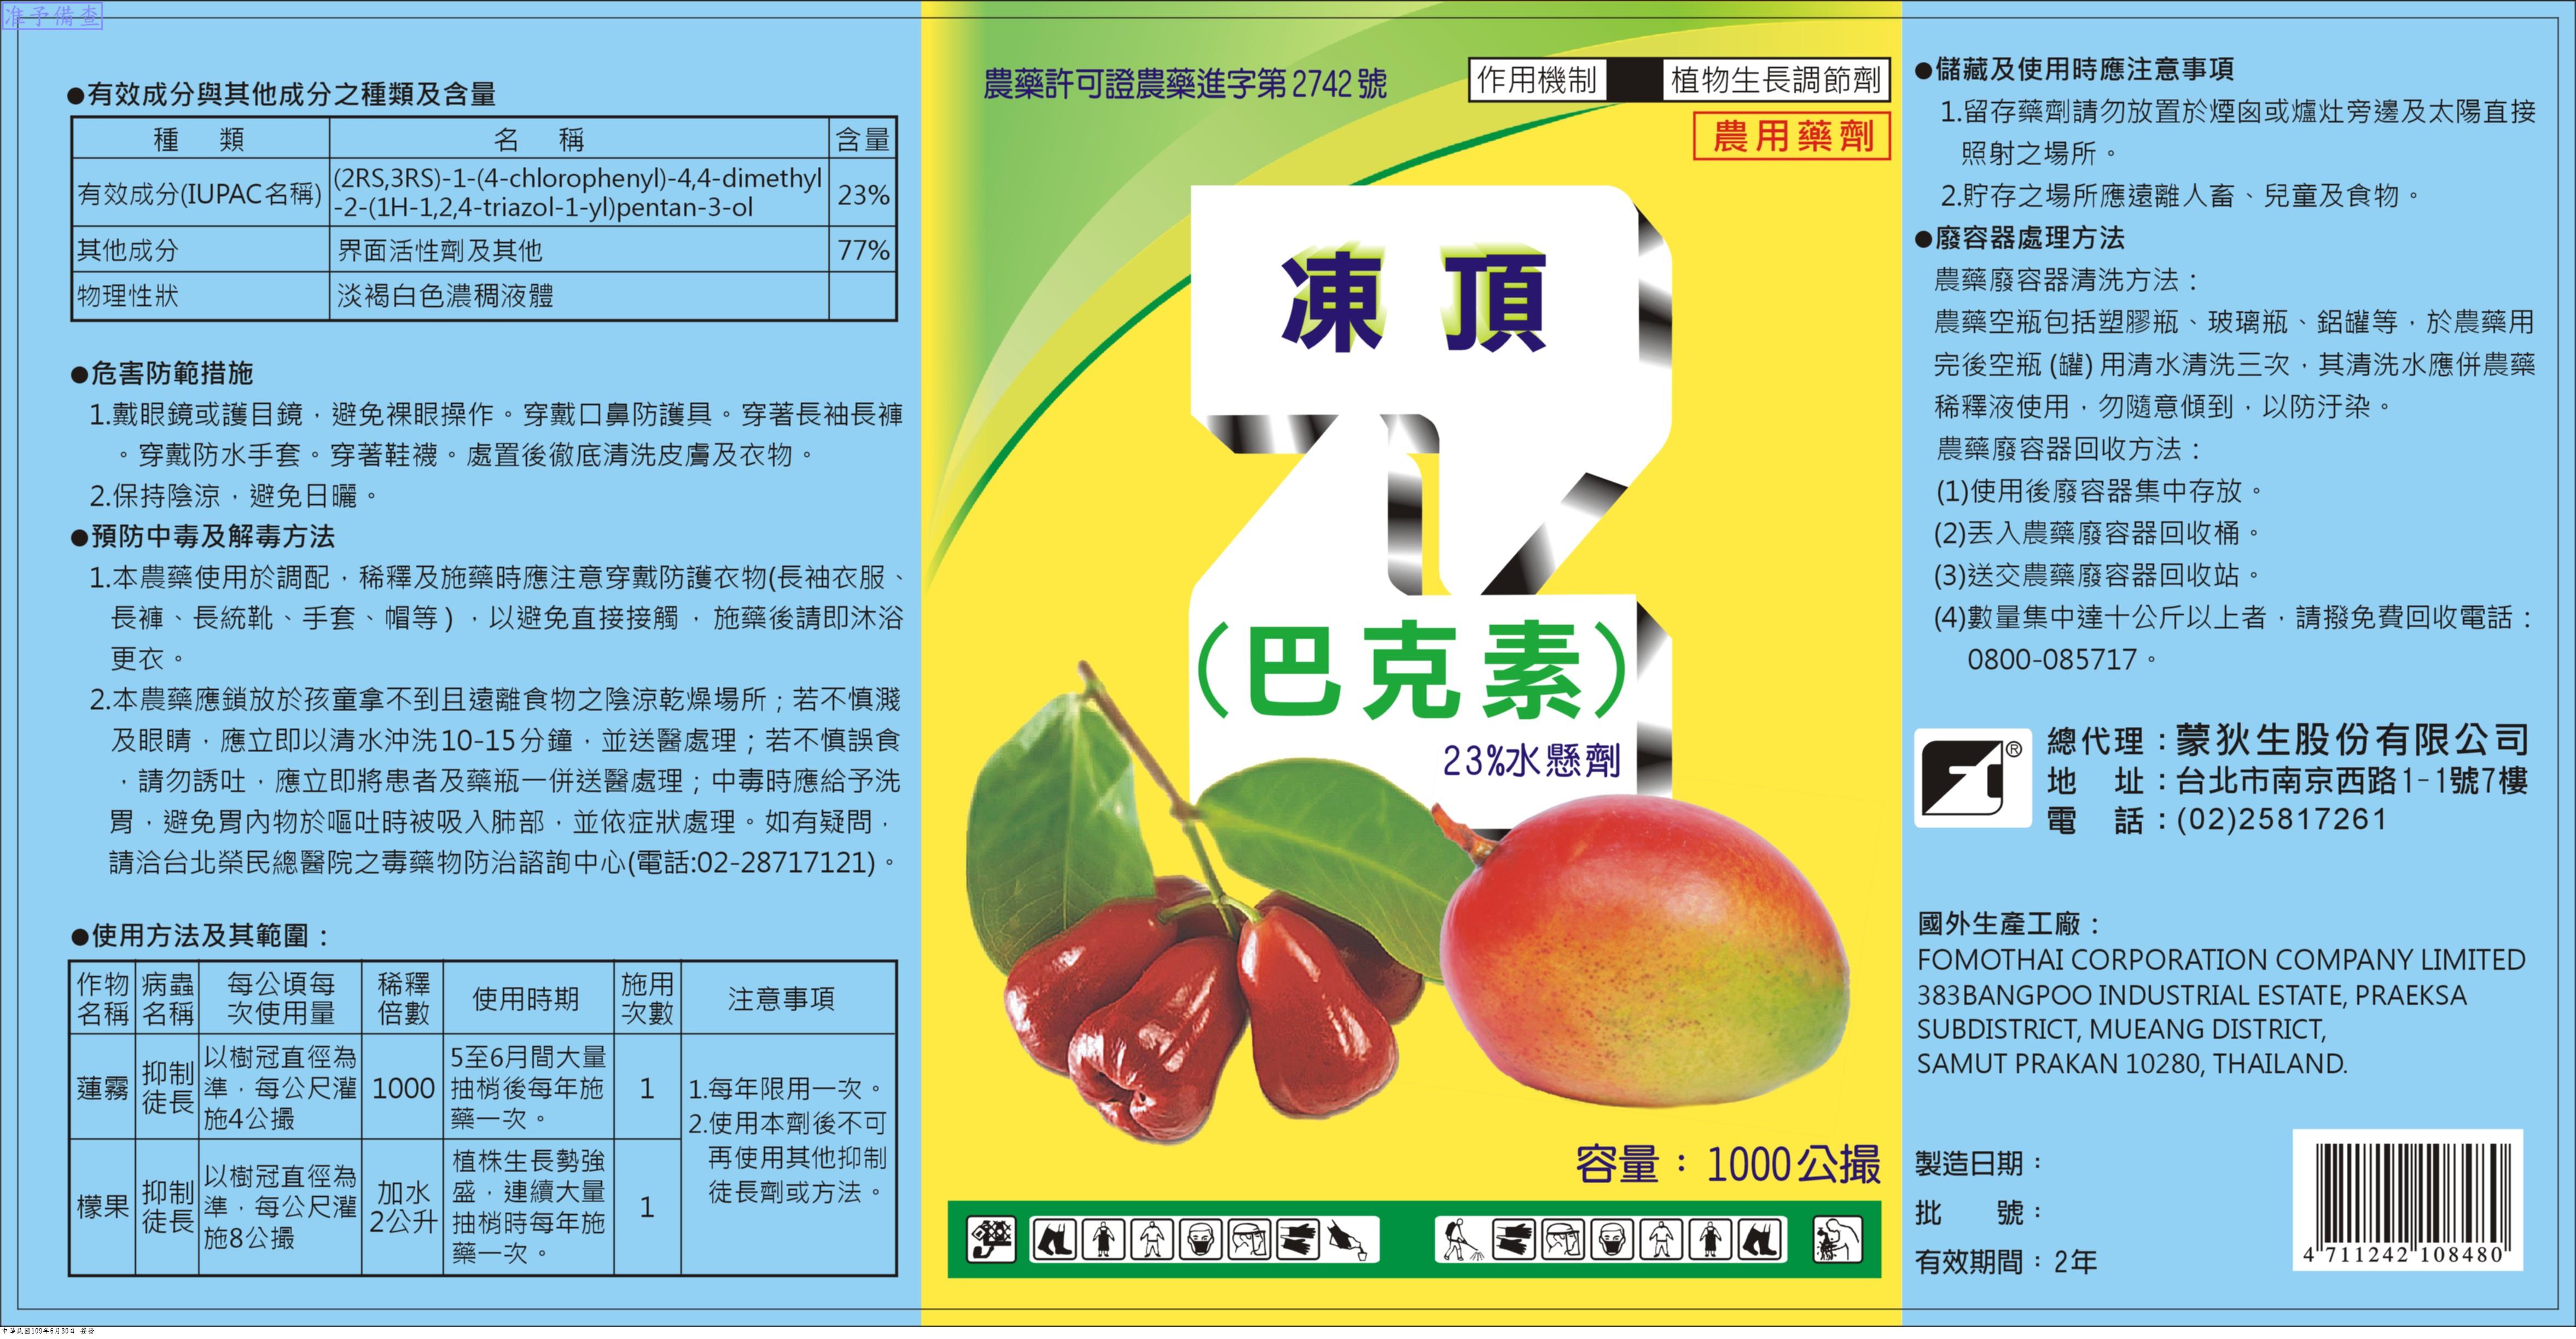 准予備查
●有效成分與其他成分之種類及含量
種 類 名 稱 含量
有效成分(IUPAC名稱) (2RS,3RS)-1-(4-chlorophenyl)-4,4-dimethyl
-2-(1H-1,2,4-triazol-1-yl)pentan-3-ol 23%
其他成分 界面活性劑及其他 77%
物理性狀 淡褐白色濃稠液體
●危害防範措施
1.戴眼鏡或護目鏡，避免裸眼操作。穿戴口鼻防護具。穿著長袖長褲
。穿戴防水手套。穿著鞋襪。處置後徹底清洗皮膚及衣物。
2.保持陰涼，避免日曬。
●預防中毒及解毒方法
1.本農藥使用於調配，稀釋及施藥時應注意穿戴防護衣物(長袖衣服、
長褲、長統靴、手套、帽等)，以避免直接接觸，施藥後請即沐浴
更衣。
2.本農藥應鎖放於孩童拿不到且遠離食物之陰涼乾燥場所；若不慎濺
及眼睛，應立即以清水沖洗10-15分鐘，並送醫處理；若不慎誤食
，請勿誘吐，應立即將患者及藥瓶一併送醫處理；中毒時應給予洗
胃，避免胃內物於嘔吐時被吸入肺部，並依症狀處理。如有疑問，
請洽台北榮民總醫院之毒藥物防治諮詢中心(電話:02-28717121)。
●使用方法及其範圍：
作物
名稱
病蟲
名稱
每公頃每
次使用量
稀釋
倍數
使用時期
施用
次數
注意事項
蓮霧
抑制
徒長
以樹冠直徑為
準，每公尺灌
施4公撮
1000
5至6月間大量
抽梢後每年施
藥一次。
1
檬果
抑制
徒長
以樹冠直徑為
準，每公尺灌
施8公撮
加水
2公升
植株生長勢強
盛，連續大量
抽梢時每年施
藥一次。
1
1.每年限用一次。
2.使用本劑後不可
再使用其他抑制
徒長劑或方法。
農藥許可證農藥進字第2742號
作用機制 植物生長調節劑
農用藥劑
凍頂
(巴克素)
23%水懸劑
容量：1000公撮
●儲藏及使用時應注意事項
1.留存藥劑請勿放置於煙囪或爐灶旁邊及太陽直接
照射之場所。
2.貯存之場所應遠離人畜、兒童及食物。
●廢容器處理方法
農藥廢容器清洗方法：
農藥空瓶包括塑膠瓶、玻璃瓶、鋁罐等，於農藥用
完後空瓶(罐)用清水清洗三次，其清洗水應併農藥
稀釋液使用，勿隨意傾到，以防汙染。
農藥廢容器回收方法：
(1)使用後廢容器集中存放。
(2)丟入農藥廢容器回收桶。
(3)送交農藥廢容器回收站。
(4)數量集中達十公斤以上者，請撥免費回收電話：
0800-085717。
®
總代理：蒙狄生股份有限公司
地 址：台北市南京西路1-1號7樓
電 話：(02)25817261
國外生產工廠：
FOMOTHAI CORPORATION COMPANY LIMITED
383BANGPOO INDUSTRIAL ESTATE, PRAEKSA
SUBDISTRICT, MUEANG DISTRICT,
SAMUT PRAKAN 10280, THAILAND.
製造日期：
批 號：
有效期間：2年
4 711242 108480
中華民國109年6月30日 簽發